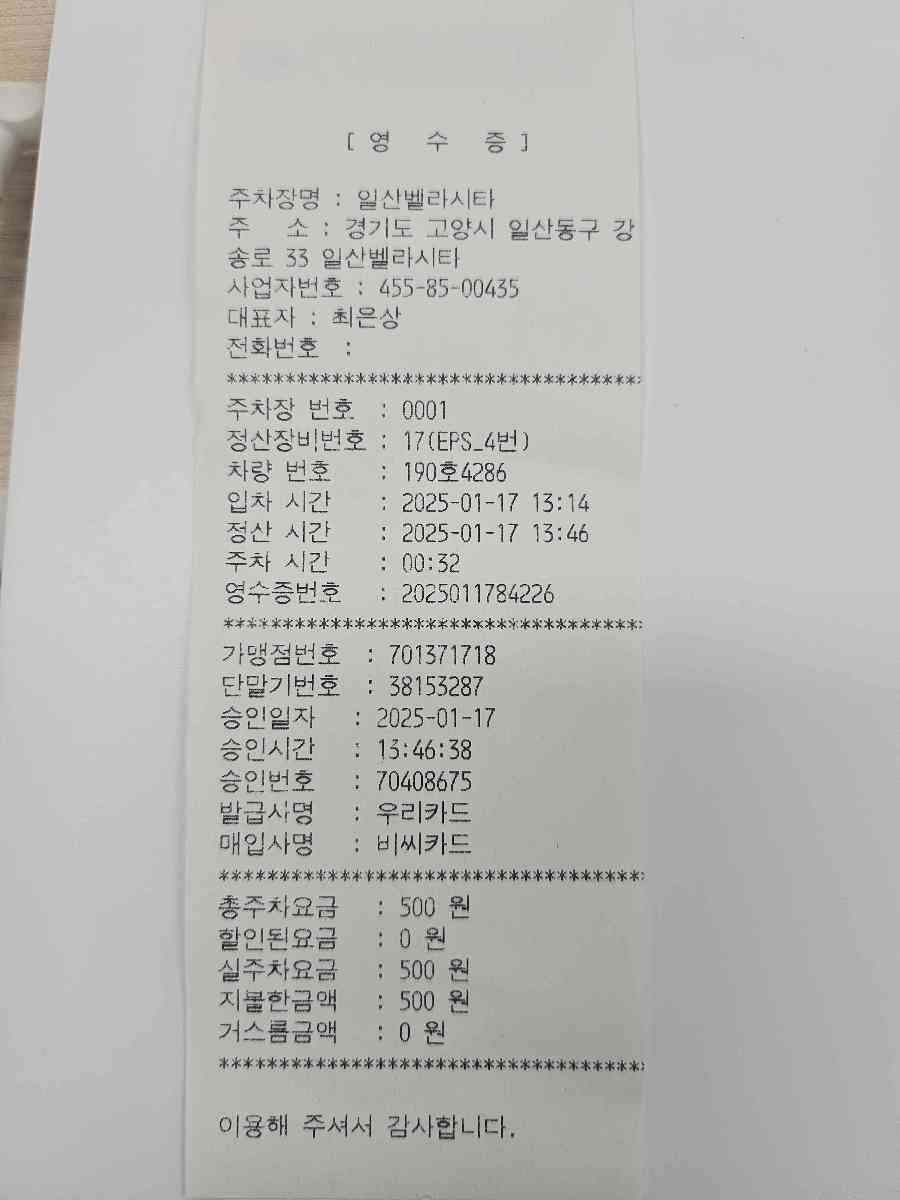 [ 영 수 증 ]
주차장명 : 일산벨라시타
주 소 : 경기도 고양시 일산동구 강
송로 33 일산벨라시타
사업자번호 : 455-85-00435
대표자 : 최은상
전화번호 :
************************************
주차장 번호 : 0001
정산장비번호 : 17(EPS_4번)
차량 번호 : 190호4286
입차 시간 : 2025-01-17 13:14
정산 시간 : 2025-01-17 13:46
주차 시간 : 00:32
영수증번호 : 2025011784226
************************************
가맹점번호 : 701371718
단말기번호 : 38153287
승인일자 : 2025-01-17
승인시간 : 13:46:38
승인번호 : 70408675
발급사명 : 우리카드
매입사명 : 비씨카드
************************************
총주차요금 : 500 원
할인된요금 : 0 원
실주차요금 : 500 원
지불한금액 : 500 원
거스름금액 : 0 원
************************************
이용해 주셔서 감사합니다.